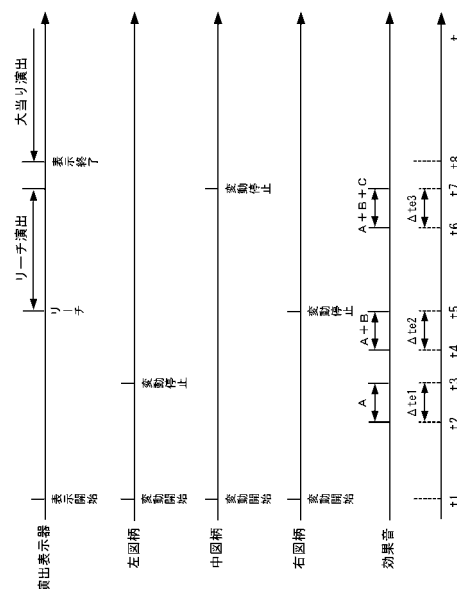 演出表示器
表示開始
リーチ
リーチ演出
表示終了
大当り演出
左図柄
変動開始
変動停止
中図柄
変動開始
変動停止
右図柄
変動開始
変動停止
効果音
A
A+B
A+B+C
Δte1
Δte2
Δte3
t1
t2
t3
t4
t5
t6
t7
t8
t